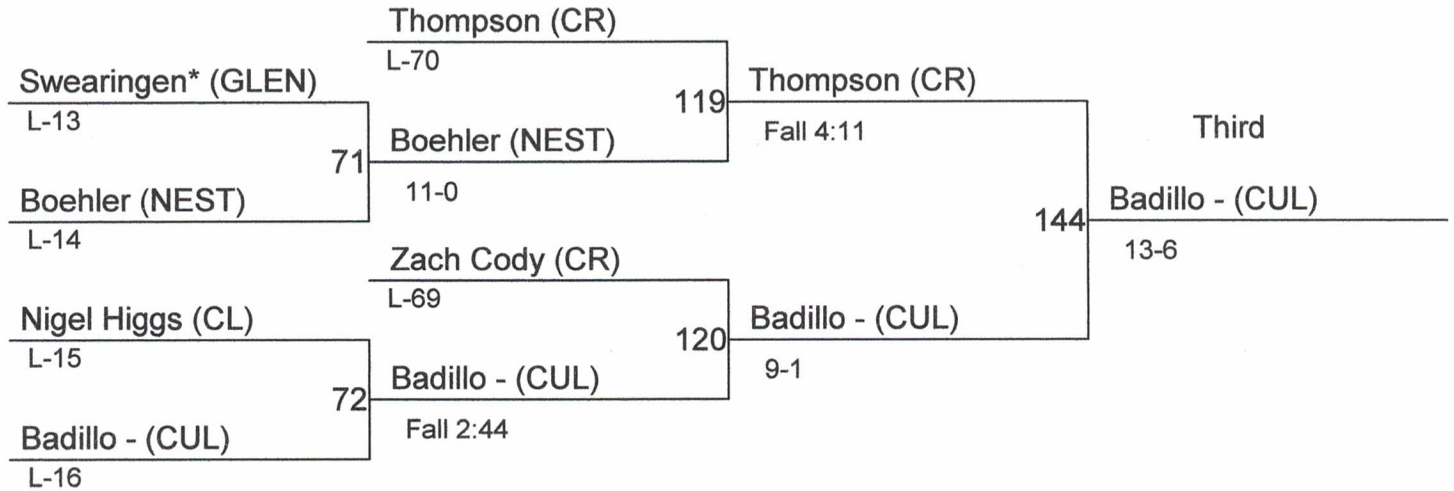 Thompson (CR)
L-70
Swearingen* (GLEN)
L-13
119
Thompson (CR)
Fall 4:11
Third
71
Boehler (NEST)
11-0
Boehler (NEST)
L-14
144
Badillo - (CUL)
13-6
Zach Cody (CR)
L-69
Nigel Higgs (CL)
L-15
120
Badillo - (CUL)
9-1
72
Badillo - (CUL)
Fall 2:44
Badillo - (CUL)
L-16